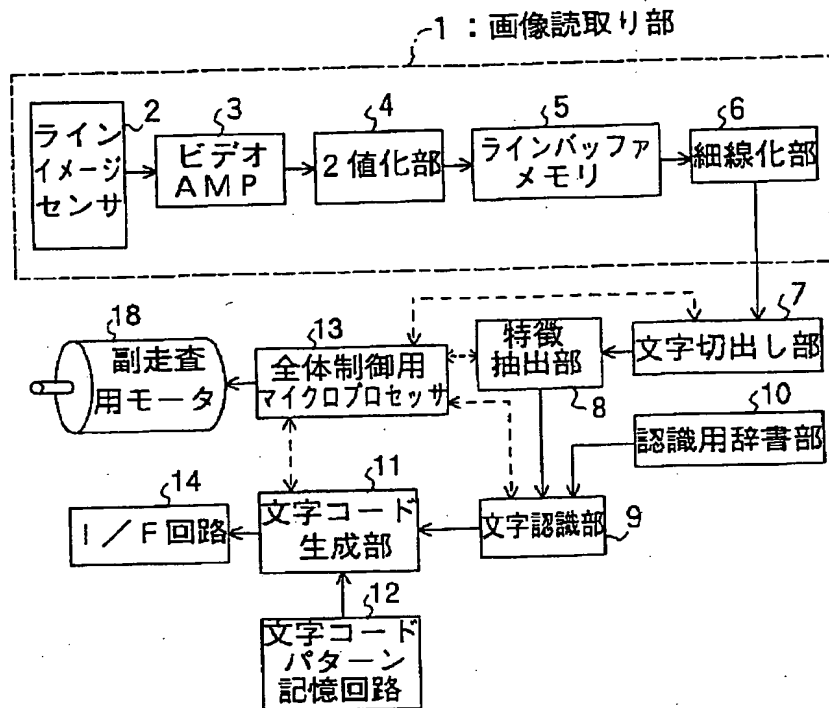 1：画像読取り部
2
ライン
イメージ
センサ
3
ビデオ
AMP
4
2値化部
5
ラインバッファ
メモリ
6
細線化部
7
文字切出し部
特徴
抽出部
8
13
全体制御用
マイクロプロセッサ
18
副走査
用モータ
10
認識用辞書部
14
I／F回路
11
文字コード
生成部
文字認識部
9
12
文字コード
パターン
記憶回路